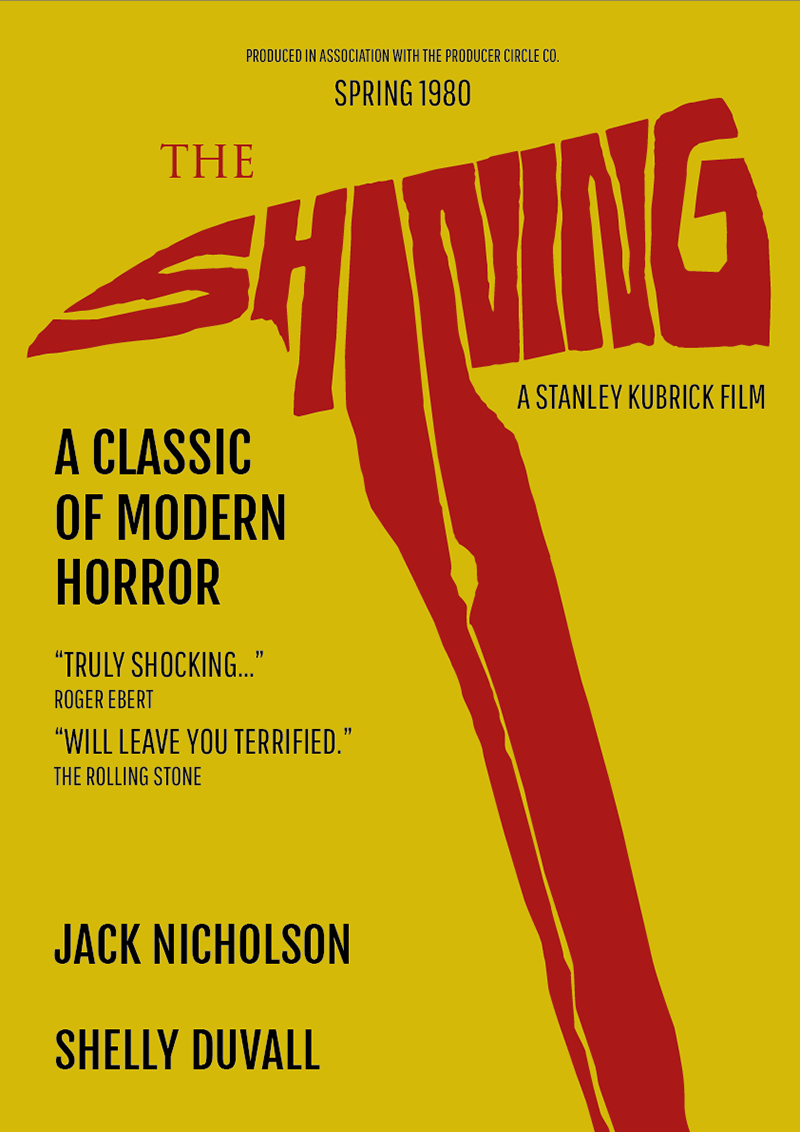 PRODUCED IN ASSOCIATION WITH THE PRODUCER CIRCLE CO.
SPRING 1980
THE
SHINING
A STANLEY KUBRICK FILM
A CLASSIC
OF MODERN
HORROR
“TRULY SHOCKING...”
ROGER EBERT
“WILL LEAVE YOU TERRIFIED.”
THE ROLLING STONE
JACK NICHOLSON
SHELLY DUVALL